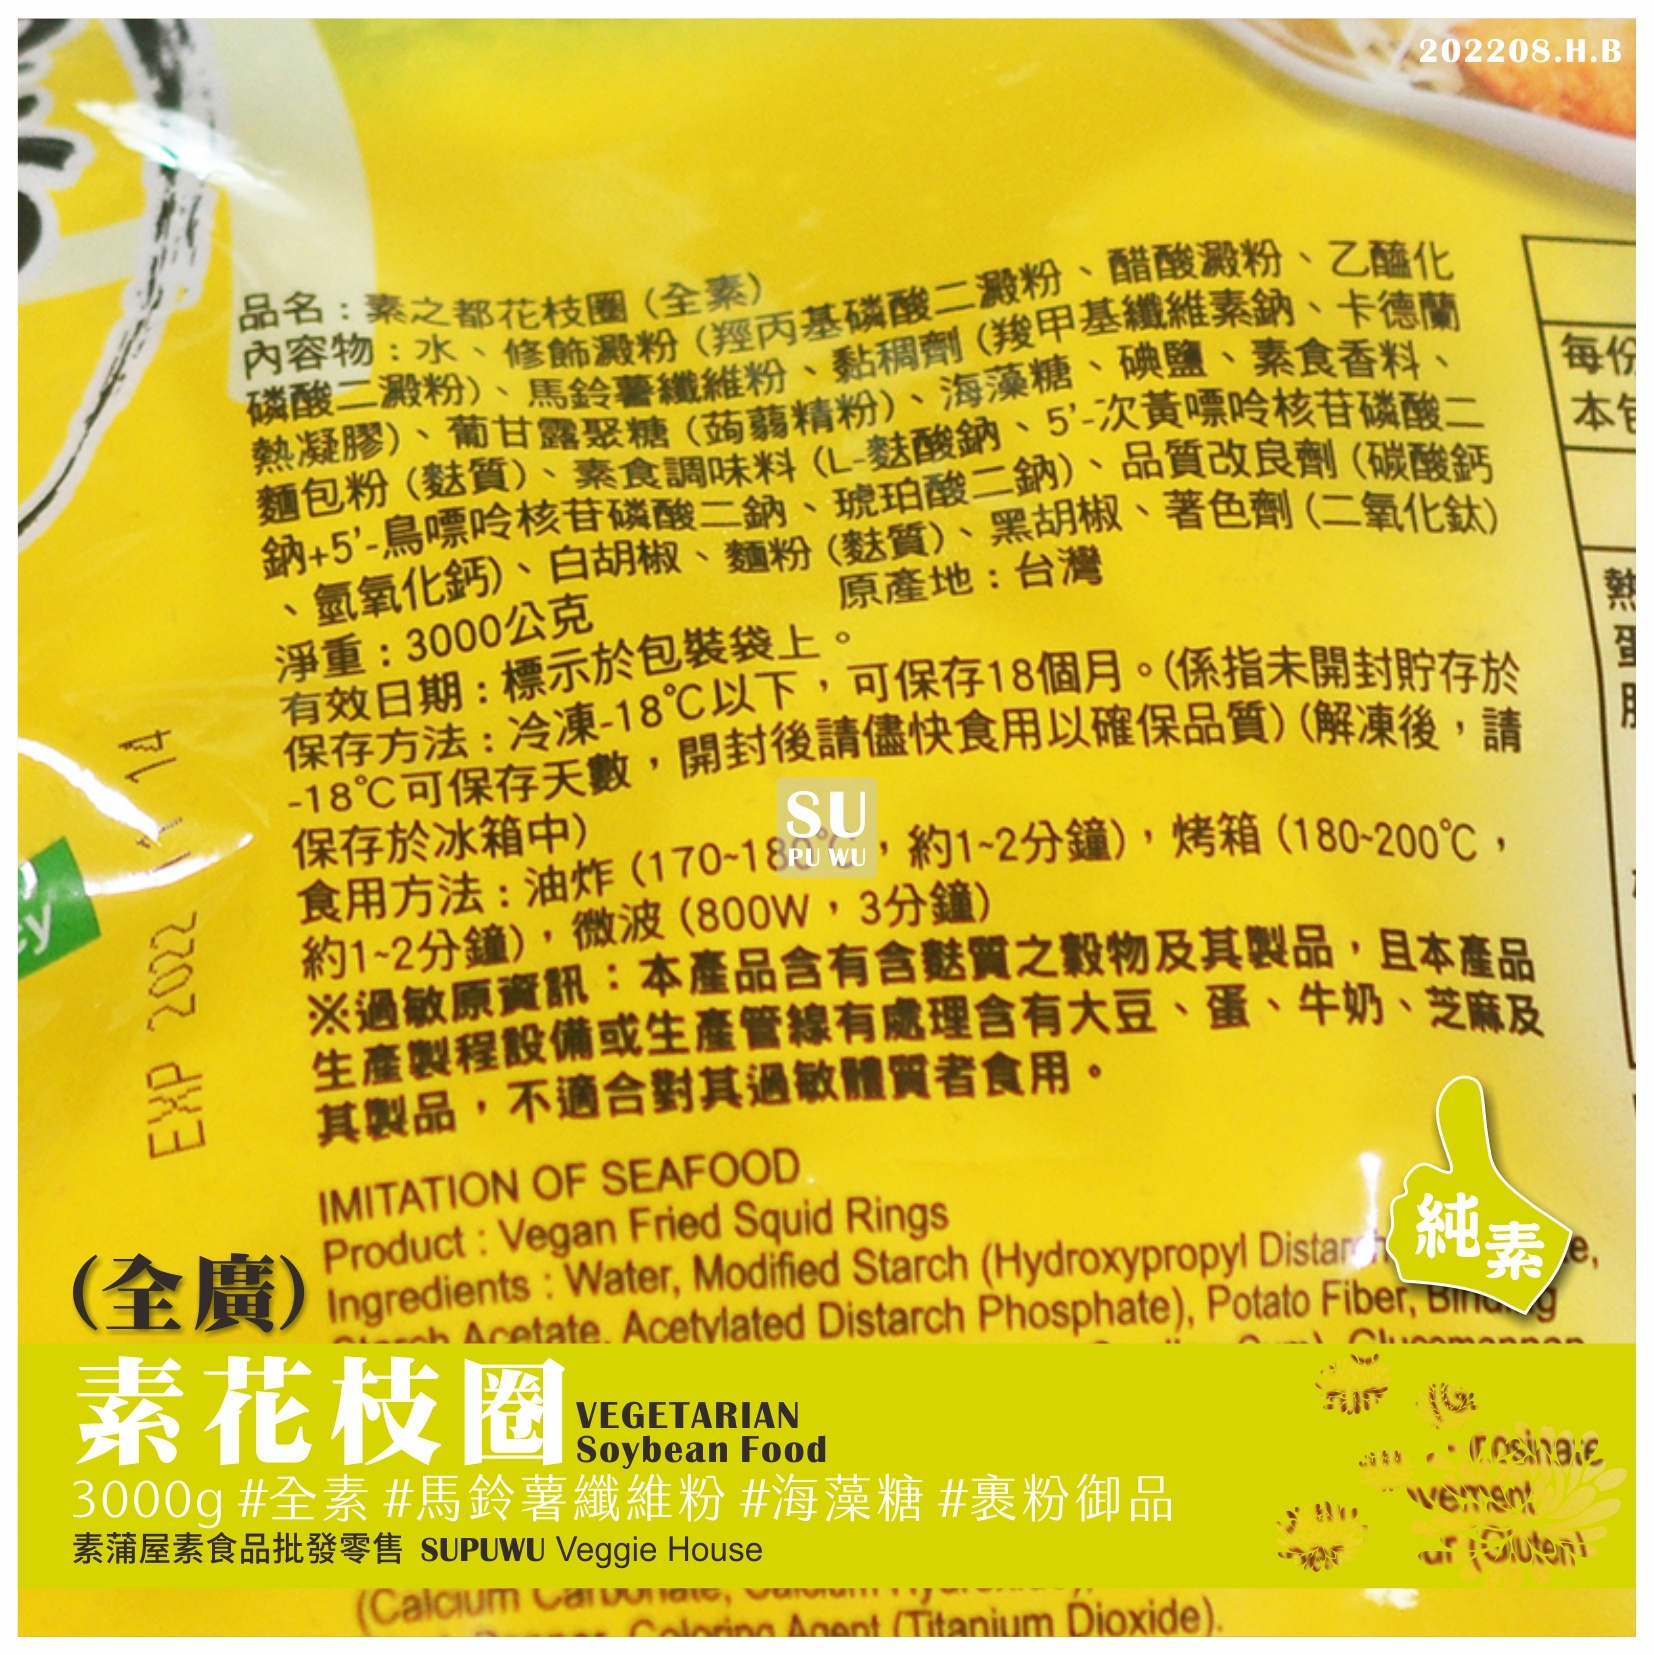 202208.H.B
品名：素之都花枝圈 (全素)
內容物：水、修飾澱粉 (羥丙基磷酸二澱粉、醋酸澱粉、乙醯化
磷酸二澱粉)、馬鈴薯纖維粉、黏稠劑 (羧甲基纖維素鈉、卡德蘭
熱凝膠)、葡甘露聚糖 (蒟蒻精粉)、海藻糖、碘鹽、素食香料、
麵包粉 (麩質)、素食調味料 (L-麩酸鈉、5'-次黃嘌呤核苷磷酸二
鈉+5'-鳥嘌呤核苷磷酸二鈉、琥珀酸二鈉)、品質改良劑 (碳酸鈣
、氫氧化鈣)、白胡椒、麵粉 (麩質)、黑胡椒、著色劑 (二氧化鈦)
淨重：3000公克 原產地：台灣
有效日期：標示於包裝袋上。
保存方法：冷凍-18℃以下，可保存18個月。(係指未開封貯存於
-18℃可保存天數，開封後請儘快食用以確保品質) (解凍後，請
保存於冰箱中)
食用方法：油炸 (170~180℃，約1~2分鐘)，烤箱 (180~200℃，
約1~2分鐘)，微波 (800W，3分鐘)
※過敏原資訊：本產品含有含麩質之穀物及其製品，且本產品
生產製程設備或生產管線有處理含有大豆、蛋、牛奶、芝麻及
其製品，不適合對其過敏體質者食用。
每份
本包
熱
蛋
EXP 2022 14
SU
PU WU
IMITATION OF SEAFOOD
Product : Vegan Fried Squid Rings
Ingredients : Water, Modified Starch (Hydroxypropyl
Starch Acetate, Acetylated Distarch Phosphate), Potato Fiber,
純素
(全廣)
素花枝圈
VEGETARIAN
Soybean Food
3000g #全素 #馬鈴薯纖維粉 #海藻糖 #裹粉御品
素蒲屋素食品批發零售 SUPUWU Veggie House
(Gluten)
(Calcium Carbonate,
Coloring Agent (Titanium Dioxide).